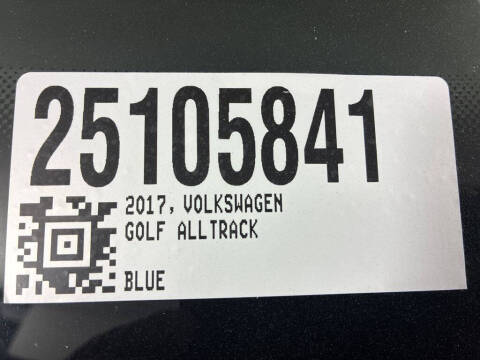 25105841
2017, VOLKSWAGEN
GOLF ALLTRACK
BLUE